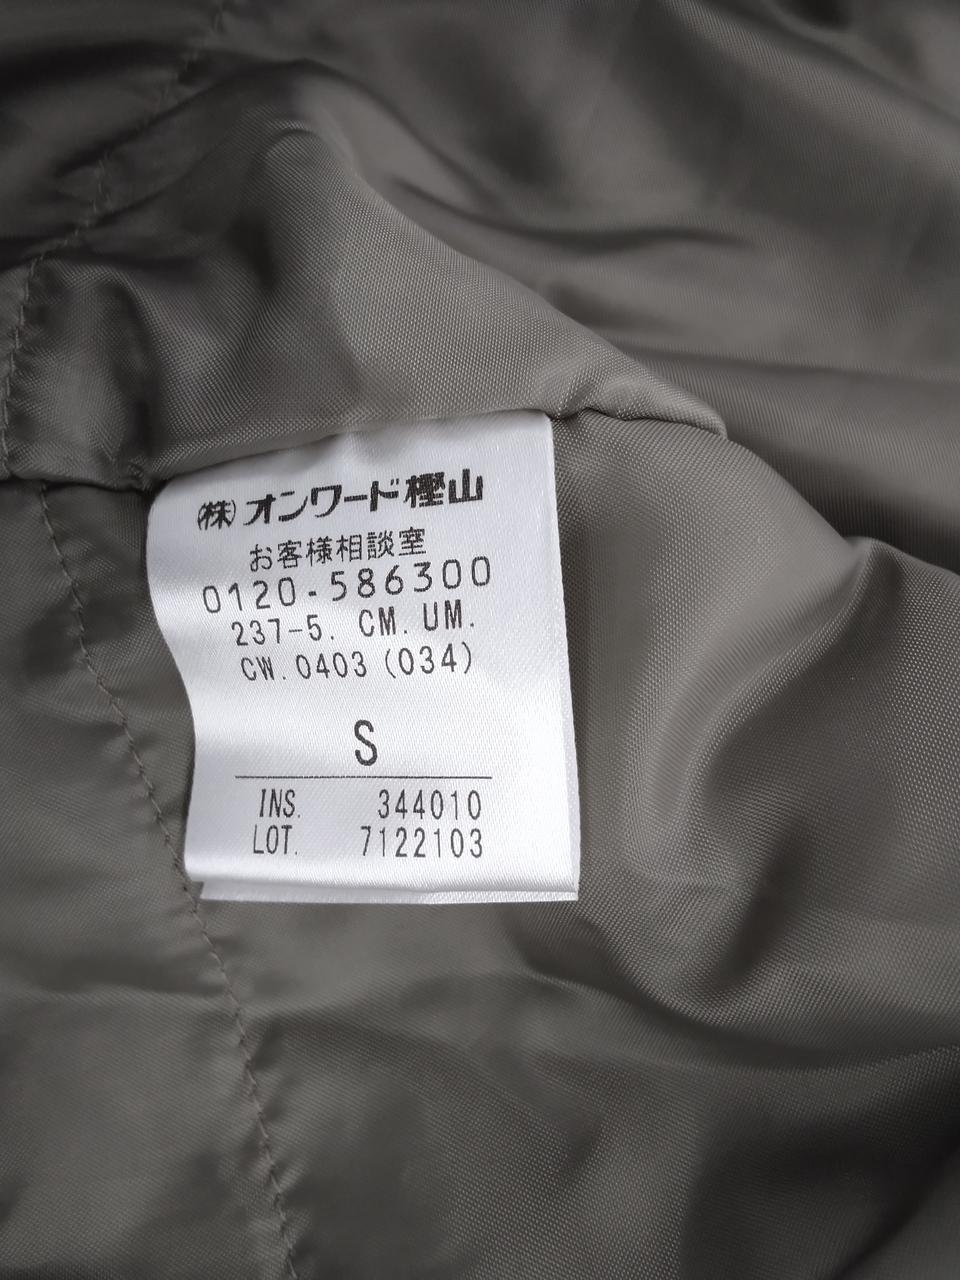 ㈱オンワード樫山
お客様相談室
0120-586300
237-5. CM. UM.
CW. 0403 (034)
S
INS. 344010
LOT. 7122103